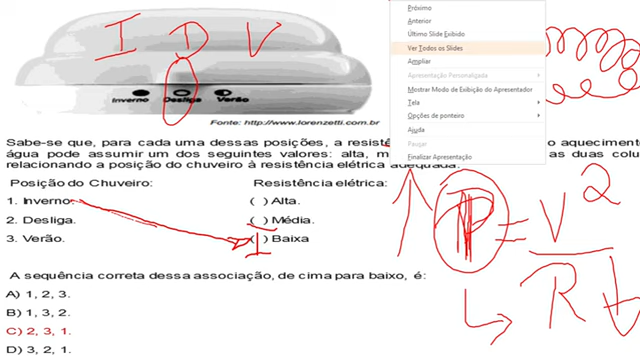 I D V
Inverno Desliga Verão
Fonte: http://www.lorenzetti.com.br
Próximo
Anterior
Último Slide Exibido
Ver Todos os Slides
Ampliar
Apresentação Personalizada
Mostrar Modo de Exibição do Apresentador
Tela
Opções de ponteiro
Ajuda
Pausar
Finalizar Apresentação
Sabe-se que, para cada uma dessas posições, a o aquecimento
água pode assumir um dos seguintes valores: alta, as duas
relacionando a posição do chuveiro à resistência elétrica adequada.
Posição do Chuveiro: Resistência elétrica:
1. Inverno ( ) Alta.
2. Desliga. ( ) Média.
3. Verão. ( ) Baixa
1
P = V2
R
A sequência correta dessa associação, de cima para baixo, é:
A) 1, 2, 3.
B) 1, 3, 2.
C) 2, 3, 1.
D) 3, 2, 1.